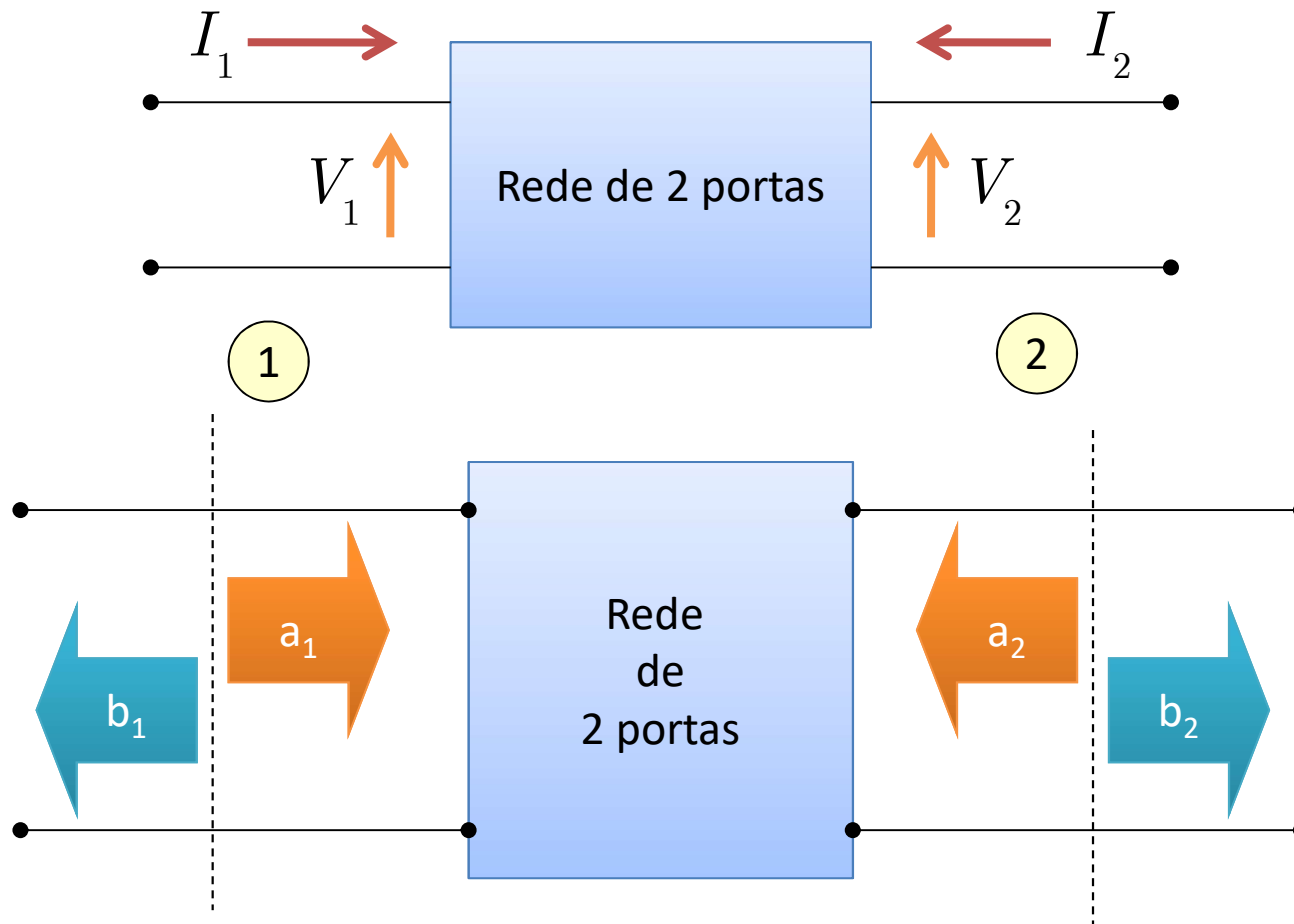 I₁
I₂
V₁
Rede de 2 portas
V₂
1
2
a₁
b₁
Rede
de
2 portas
a₂
b₂